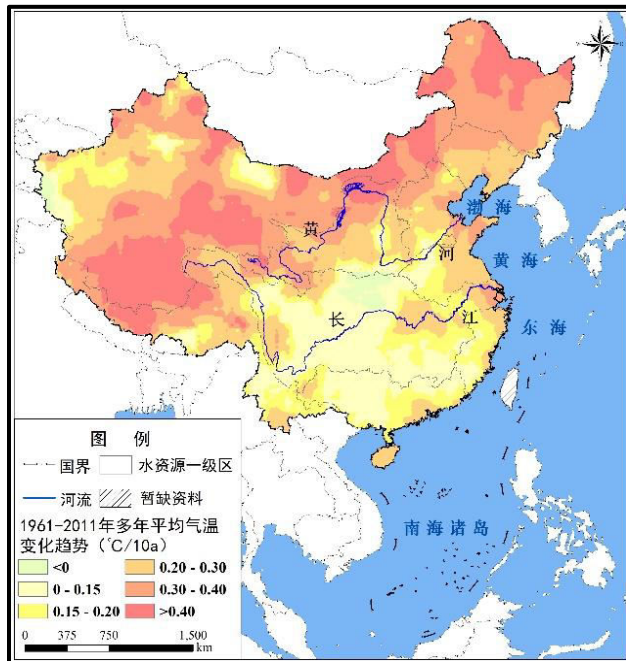 渤 海
黄
河
黄 海
长
江
东 海
南海诸岛
图 例
国界
水资源一级区
河流
暂缺资料
1961-2011年多年平均气温
变化趋势（℃/10a）
<0
0.20 - 0.30
0 - 0.15
0.30 - 0.40
0.15 - 0.20
>0.40
0 375 750 1,500
km